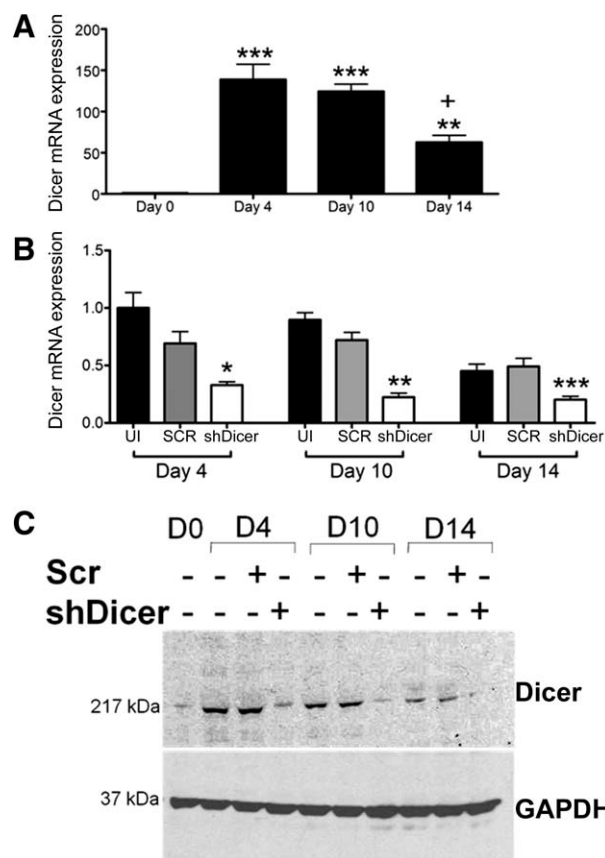 A
Dicer mRNA expression
200
150
100
50
0
***
***
+
**
Day 0 Day 4 Day 10 Day 14
B
Dicer mRNA expression
1.5
1.0
0.5
0.0
*
**
***
UI SCR shDicer UI SCR shDicer UI SCR shDicer
Day 4 Day 10 Day 14
C
D0 D4 D10 D14
Scr - - + - - + - - + -
shDicer - - - + - - + - - +
217 kDa Dicer
37 kDa GAPDH